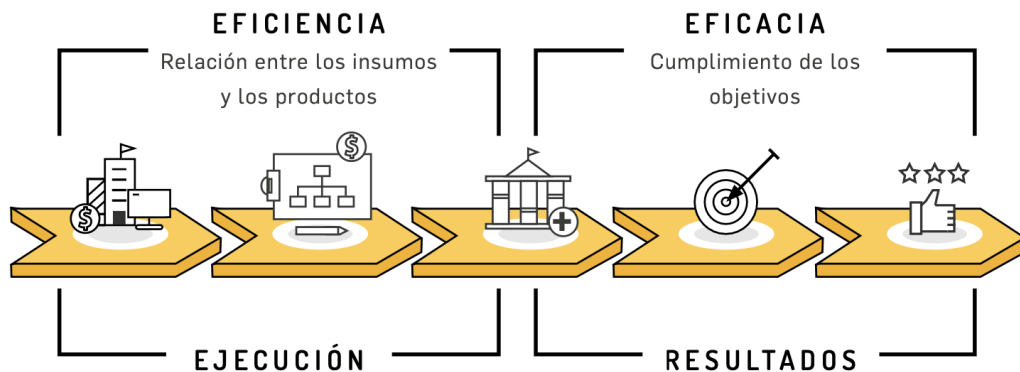 EFICIENCIA
Relación entre los insumos
y los productos
EFICACIA
Cumplimiento de los
objetivos
$
$
EJECUCIÓN
RESULTADOS